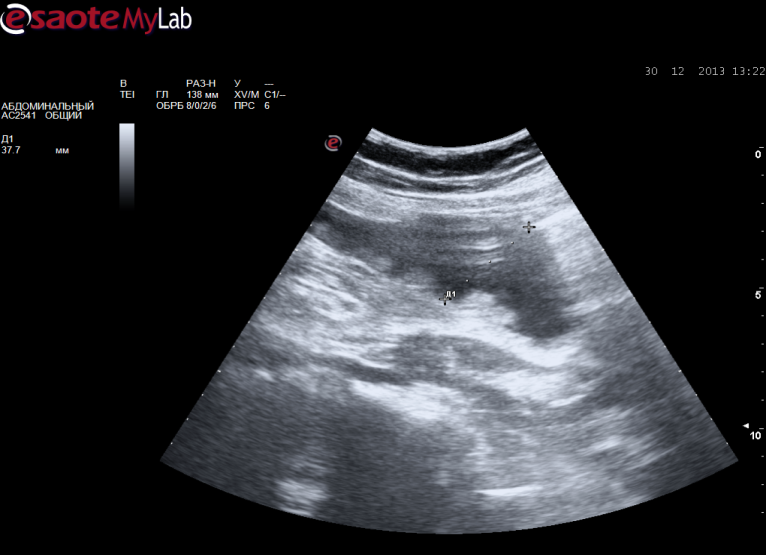 esaote MyLab
30 12 2013 13:22
В РАЗ-Н У ---
TEI ГЛ 138 мм XV/M C1/--
ОБРБ 8/0/2/6 ПРС 6
АБДОМИНАЛЬНЫЙ
AC2541 ОБЩИЙ
Д1
37.7 мм
0
Д1
5
10